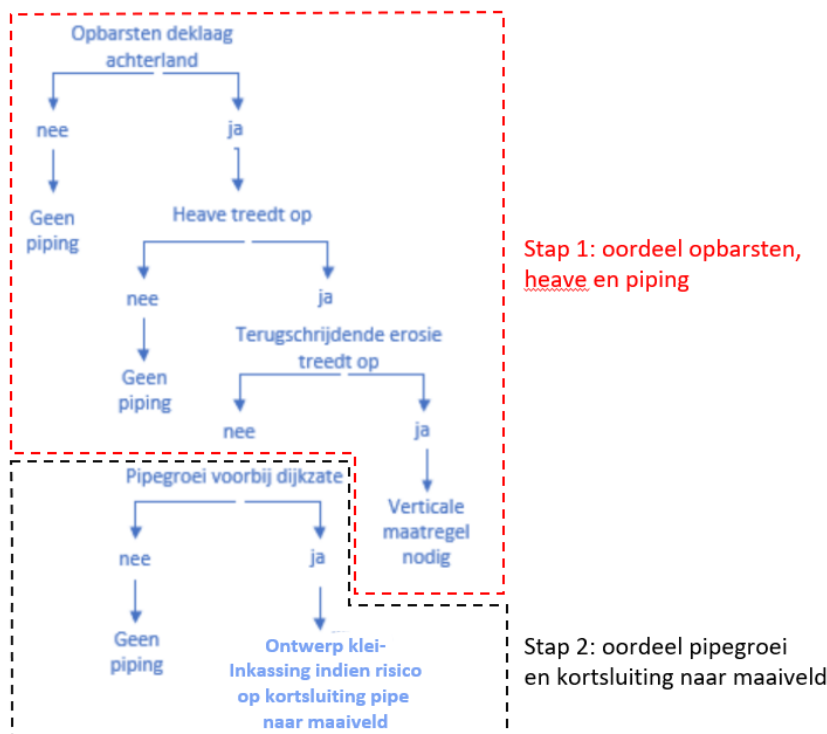 Opbarsten deklaag
achterland
nee
ja
Geen
piping
Heave treedt op
nee
ja
Geen
piping
Terugschrijdende erosie
treedt op
nee
ja
Verticale
maatregel
nodig
Stap 1: oordeel opbarsten,
heave en piping
Pipegroei voorbij dijkzate
nee
ja
Geen
piping
Ontwerp klei-
Inkassing indien risico
op kortsluiting pipe
naar maaiveld
Stap 2: oordeel pipegroei
en kortsluiting naar maaiveld